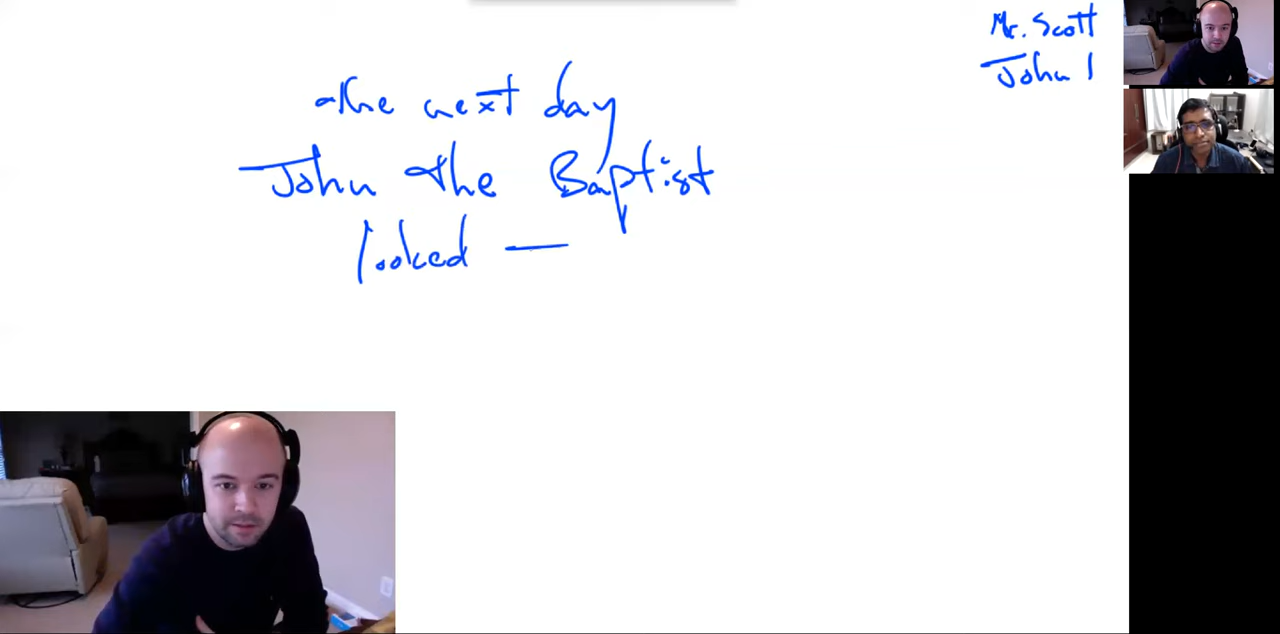 the next day
John the Baptist
looked —
Mr. Scott
John 1